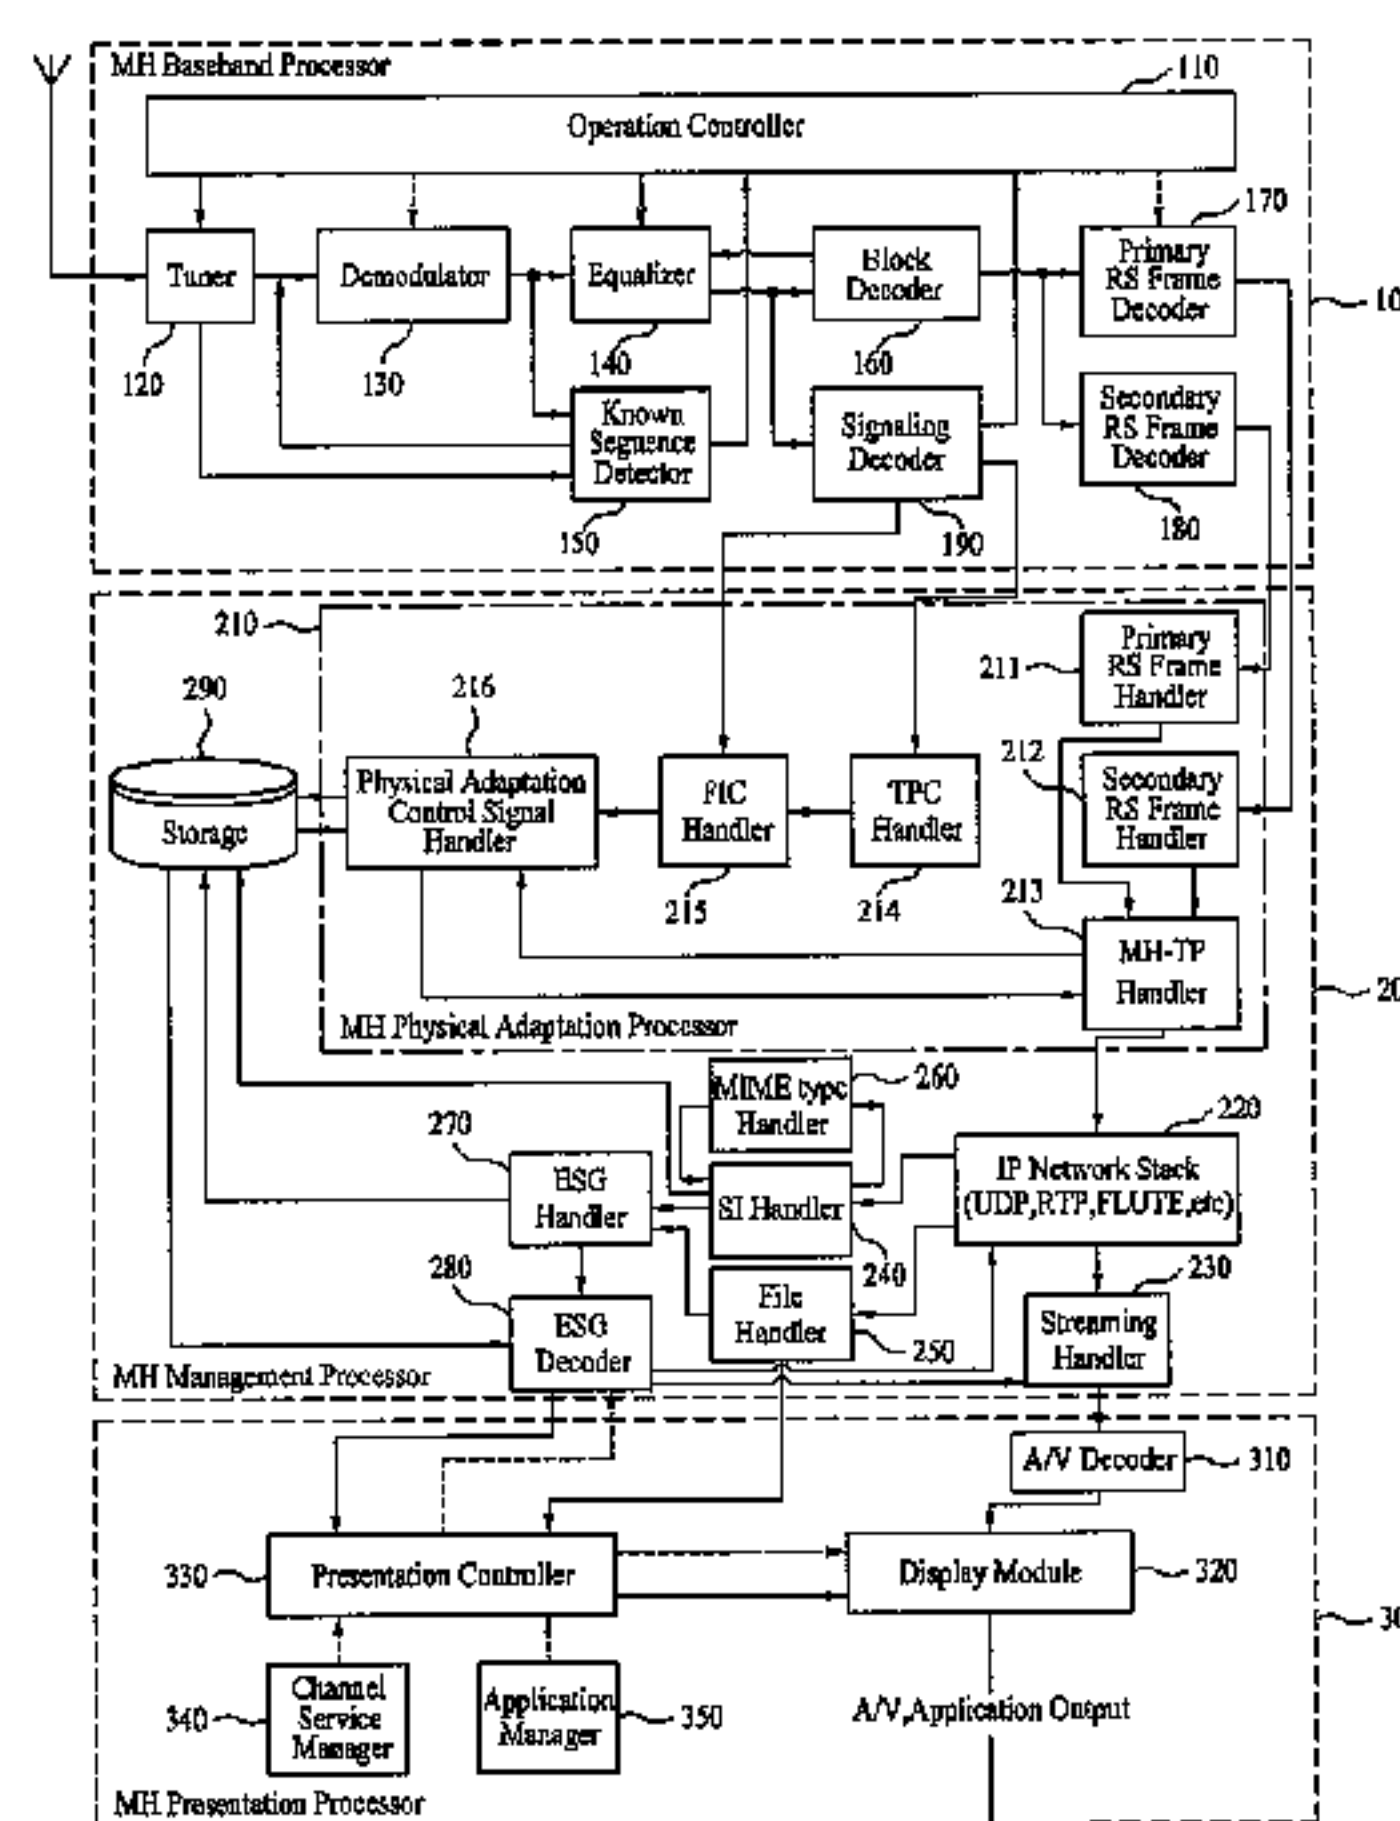 MH Baseband Processor
110
Operation Controller
170
Tuner
Demodulator
Equalizer
Block
Decoder
Primary
RS Frame
Decoder
10
120
130
140
160
Known
Sequence
Detector
Signaling
Decoder
Secondary
RS Frame
Decoder
150
190
180
210
Primary
RS Frame
Handler
211
290
216
212
Storage
Physical Adaptation
Control Signal
Handler
FIC
Handler
TPC
Handler
Secondary
RS Frame
Handler
215
214
213
MH-TP
Handler
20
MH Physical Adaptation Processor
MIME type
Handler
260
270
220
ESG
Handler
SI Handler
IP Network Stack
(UDP,RTP,FLUTE,etc)
280
240
230
ESG
Decoder
File
Handler
250
Streaming
Handler
MH Management Processor
A/V Decoder
310
330
Presentation Controller
Display Module
320
30
340
Channel
Service
Manager
Application
Manager
350
A/V,Application Output
MH Presentation Processor